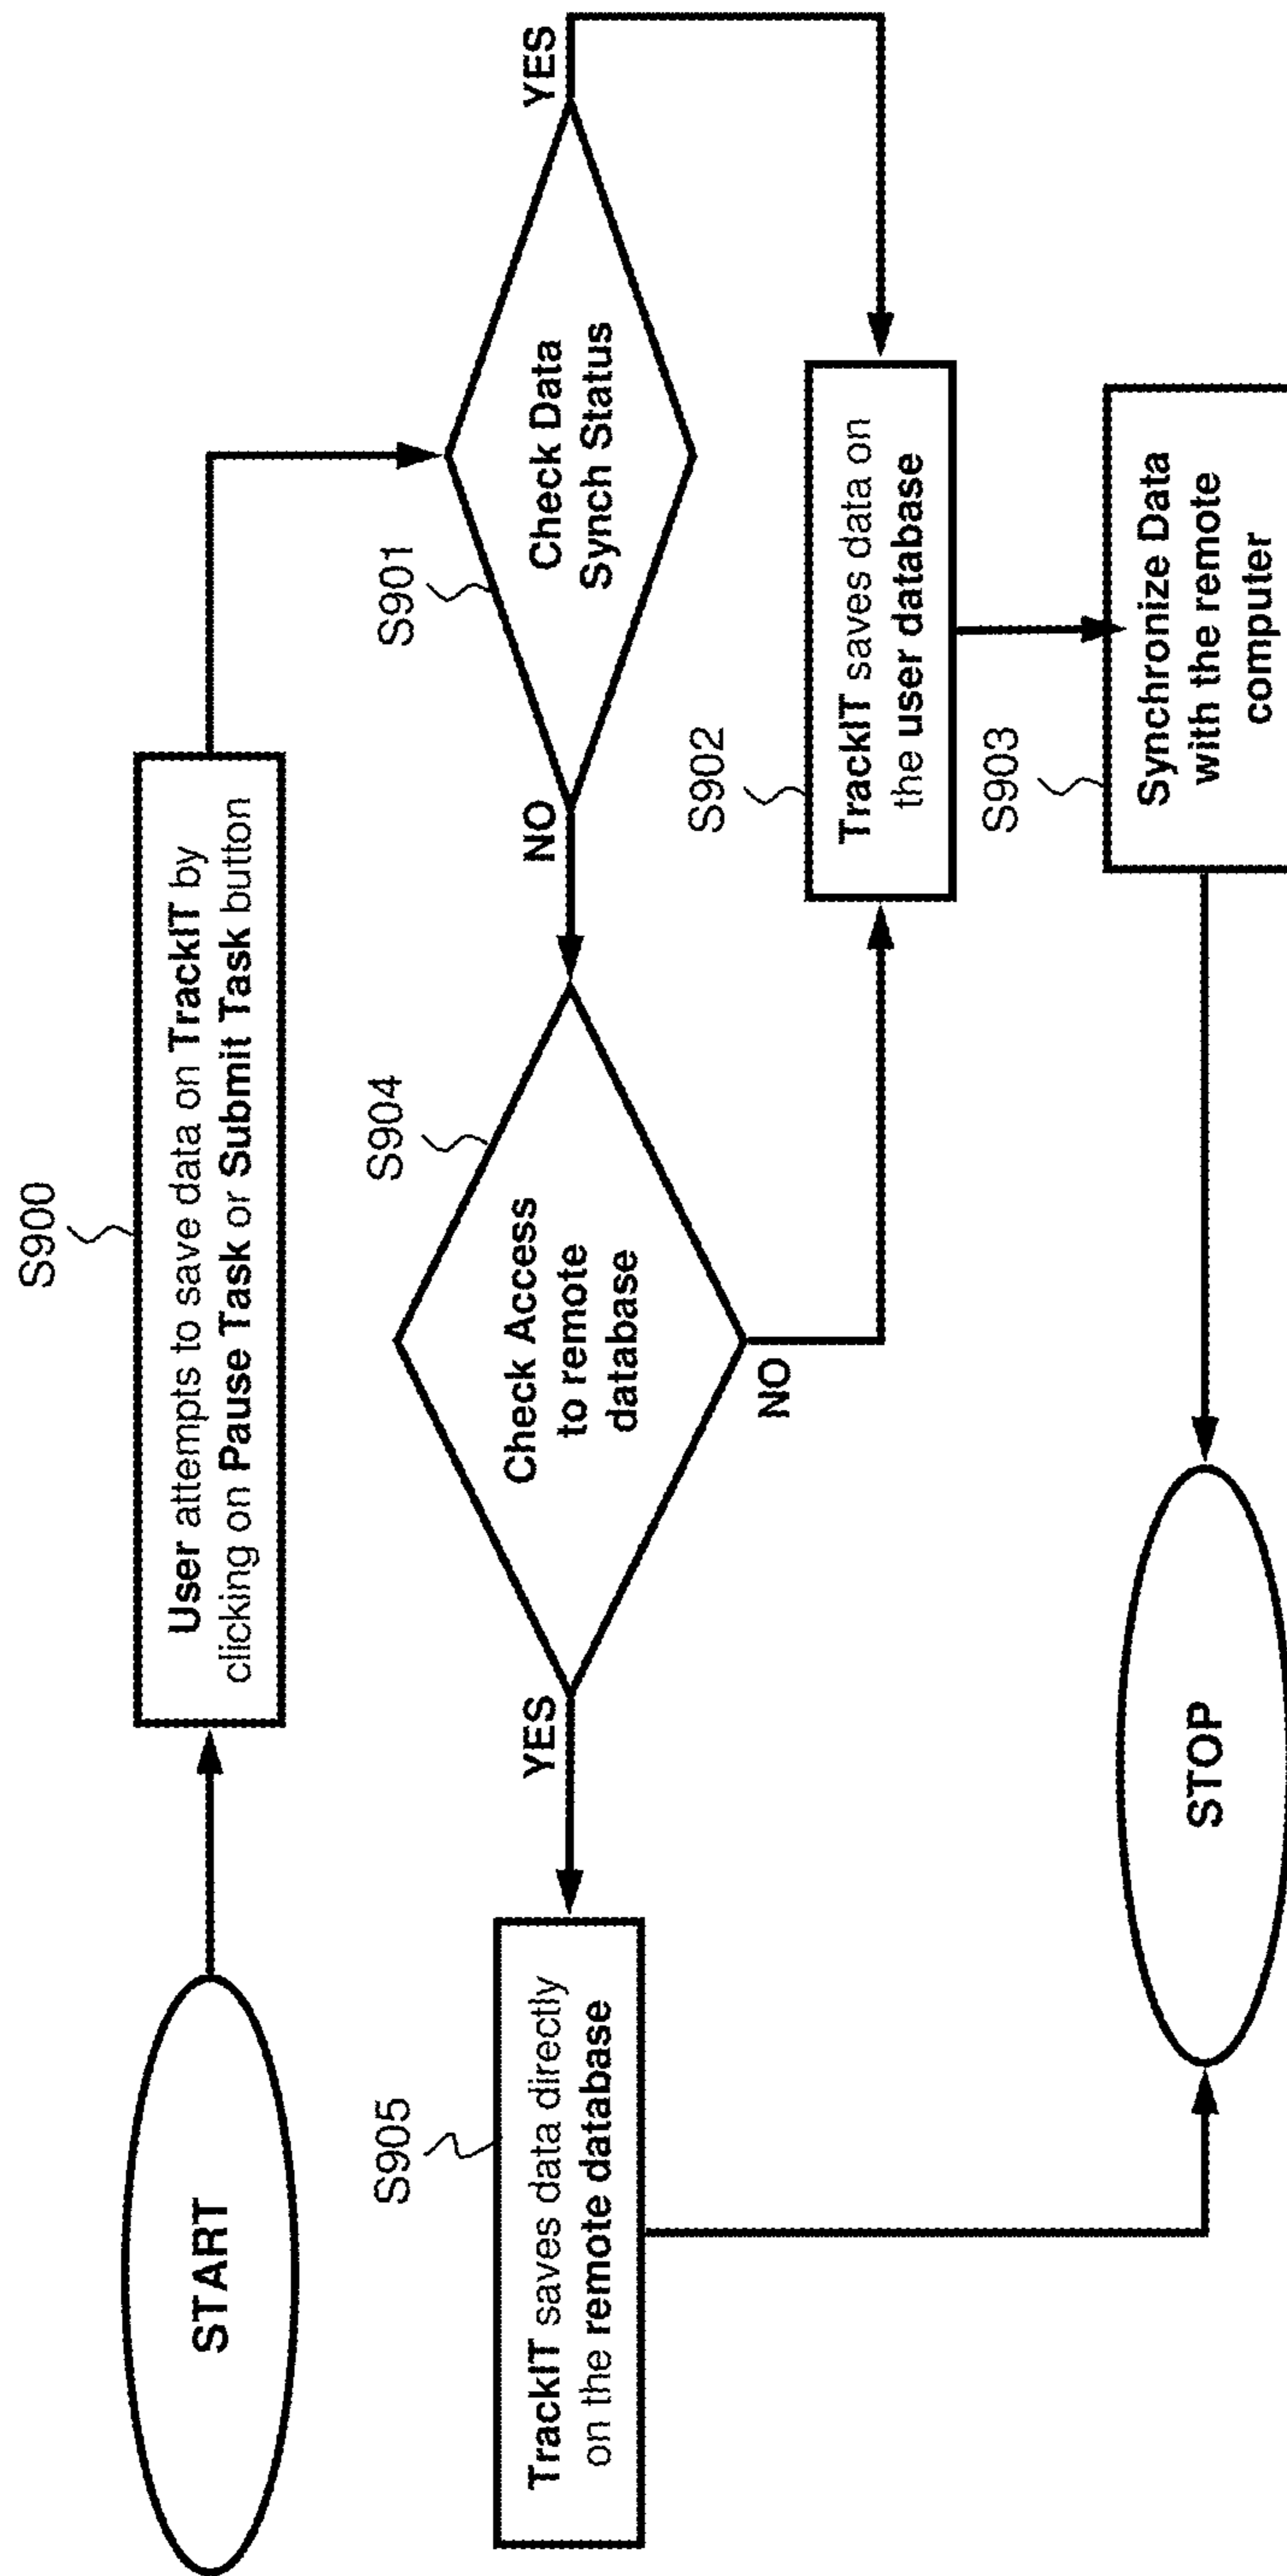 START
S900
User attempts to save data on TrackIT by
clicking on Pause Task or Submit Task button
S901
Check Data
Synch Status
YES
NO
S904
Check Access
to remote
database
YES
NO
S905
TrackIT saves data directly
on the remote database
S902
TrackIT saves data on
the user database
S903
Synchronize Data
with the remote
computer
STOP